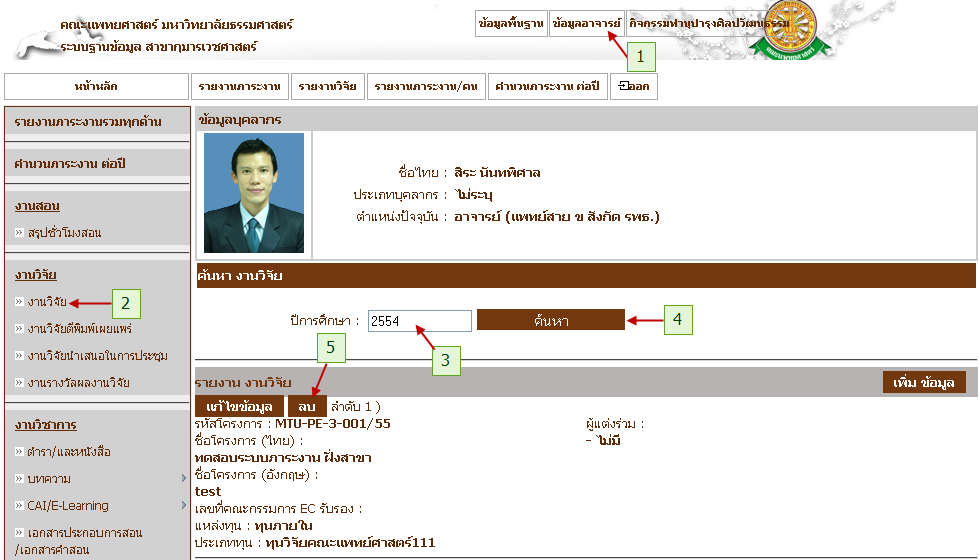 คณะแพทยศาสตร์ มหาวิทยาลัยธรรมศาสตร์
ระบบฐานข้อมูล สาขากุมารเวชศาสตร์
ข้อมูลพื้นฐาน ข้อมูลอาจารย์ กิจกรรมทำนุบำรุงศิลปวัฒนธรรม
1
หน้าหลัก รายงานภาระงาน รายงานวิจัย รายงานภาระงาน/คน คำนวนภาระงาน ต่อปี ออก
รายงานภาระงานรวมทุกด้าน
คำนวนภาระงาน ต่อปี
งานสอน
สรุปชั่วโมงสอน
งานวิจัย
งานวิจัย 2
งานวิจัยตีพิมพ์เผยแพร่
งานวิจัยนำเสนอในการประชุม
งานรางวัลผลงานวิจัย
งานวิชาการ
ตำรา/และหนังสือ
บทความ
CAI/E-Learning
เอกสารประกอบการสอน
/เอกสารคำสอน
ข้อมูลบุคลากร
ชื่อไทย : สิระ นันทพิศาล
ประเภทบุคลากร : ไม่ระบุ
ตำแหน่งปัจจุบัน : อาจารย์ (แพทย์สาย ข สังกัด รพธ.)
ค้นหา งานวิจัย
ปีการศึกษา : 2554 ค้นหา 4
5 3
รายงาน งานวิจัย เพิ่ม ข้อมูล
แก้ไขข้อมูล ลบ ลำดับ 1 )
รหัสโครงการ : MTU-PE-3-001/55 ผู้แต่งร่วม :
ชื่อโครงการ (ไทย) : - ไม่มี
ทดสอบระบบภาระงาน ฝั่งสาขา
ชื่อโครงการ (อังกฤษ) :
test
เลขที่คณะกรรมการ EC รับรอง :
แหล่งทุน : ทุนภายใน
ประเภททุน : ทุนวิจัยคณะแพทย์ศาสตร์111